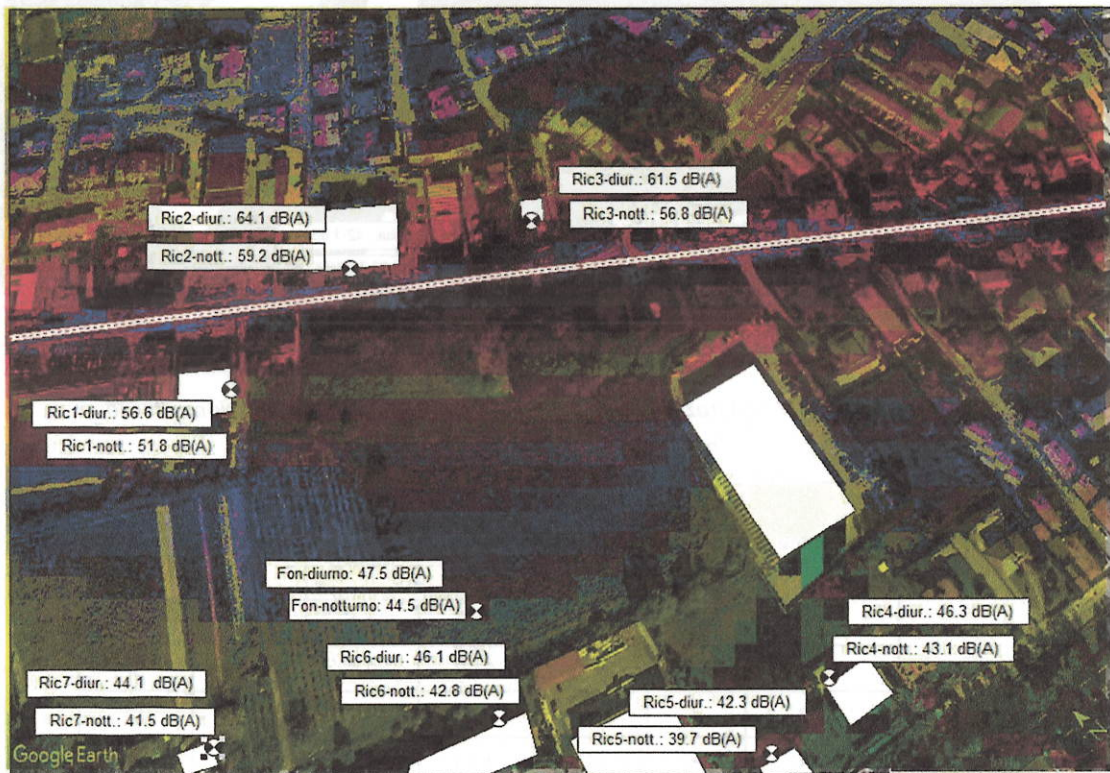 Ric3-diur.: 61.5 dB(A)
Ric3-nott.: 56.8 dB(A)
Ric2-diur.: 64.1 dB(A)
Ric2-nott.: 59.2 dB(A)
Ric1-diur.: 56.6 dB(A)
Ric1-nott.: 51.8 dB(A)
Fon-diurno: 47.5 dB(A)
Fon-notturno: 44.5 dB(A)
Ric4-diur.: 46.3 dB(A)
Ric4-nott.: 43.1 dB(A)
Ric6-diur.: 46.1 dB(A)
Ric6-nott.: 42.8 dB(A)
Ric7-diur.: 44.1 dB(A)
Ric7-nott.: 41.5 dB(A)
Ric5-diur.: 42.3 dB(A)
Ric5-nott.: 39.7 dB(A)
Google Earth